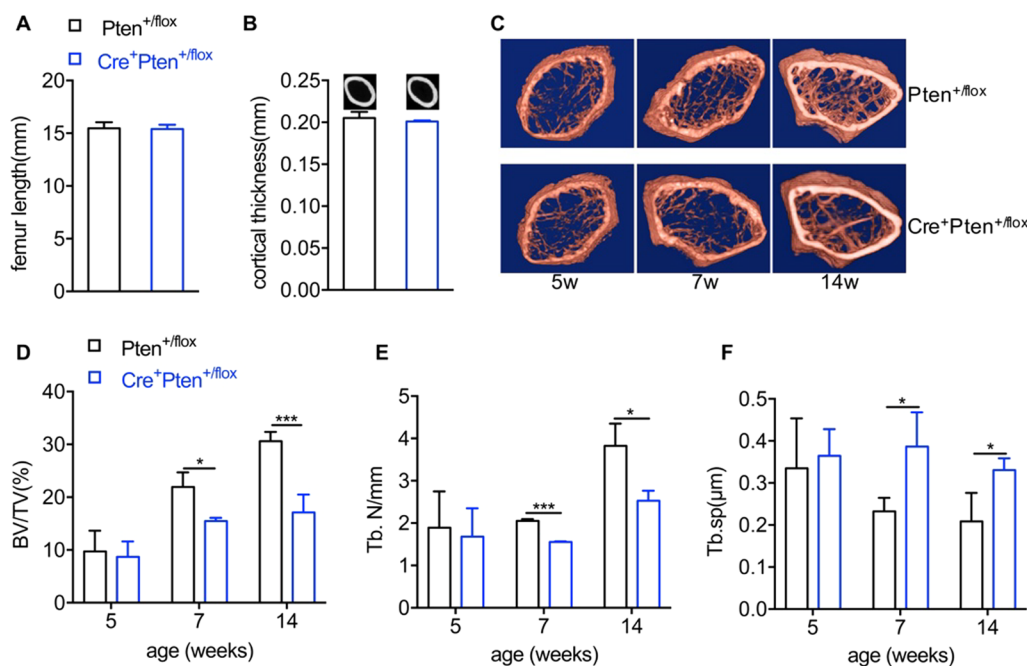 A
Pten+/flox
Cre+Pten+/flox
femur length(mm)
20
15
10
5
0
B
cortical thickness(mm)
0.25
0.20
0.15
0.10
0.05
0.00
C
Pten+/flox
Cre+Pten+/flox
5w 7w 14w
D
Pten+/flox
Cre+Pten+/flox
BV/TV(%)
40
30
20
10
0
*
***
5 7 14
age (weeks)
E
Tb. N/mm
5
4
3
2
1
0
***
*
5 7 14
age (weeks)
F
Tb.sp(μm)
0.5
0.4
0.3
0.2
0.1
0.0
*
*
5 7 14
age (weeks)